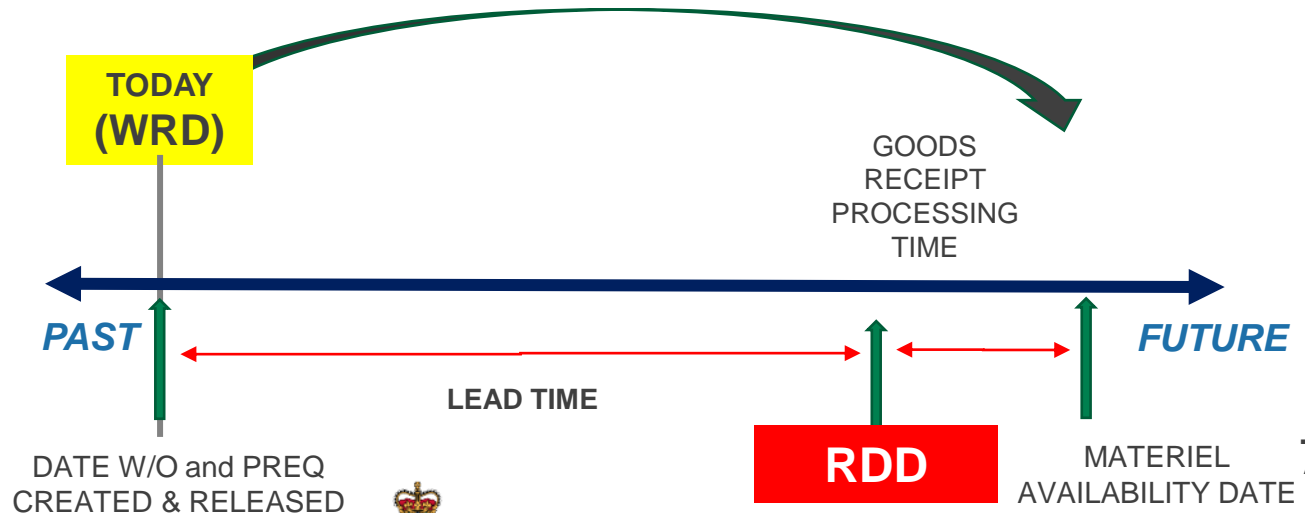 TODAY
(WRD)
GOODS
RECEIPT
PROCESSING
TIME
PAST
FUTURE
LEAD TIME
RDD
DATE W/O and PREQ
CREATED & RELEASED
MATERIEL
AVAILABILITY DATE